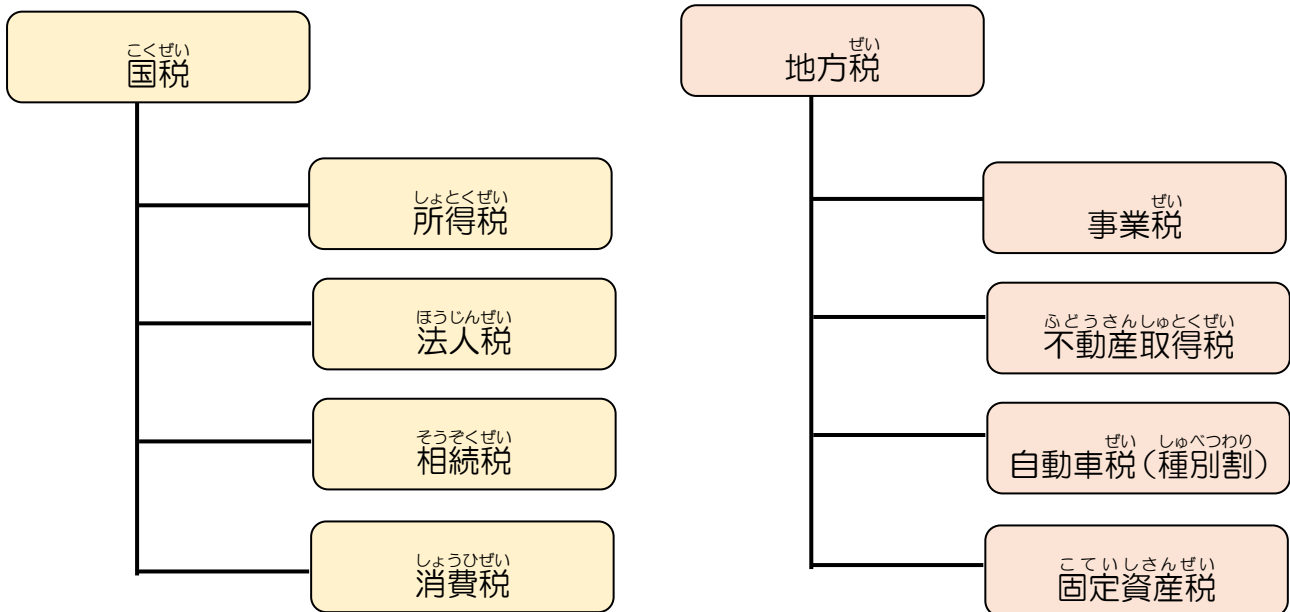 こくぜい
国税
しょとくぜい
所得税
ほうじんぜい
法人税
そうぞくぜい
相続税
しょうひぜい
消費税
ぜい
地方税
ぜい
事業税
ふどうさんしゅとくぜい
不動産取得税
ぜい しゅべつわり
自動車税(種別割)
こていしさんぜい
固定資産税